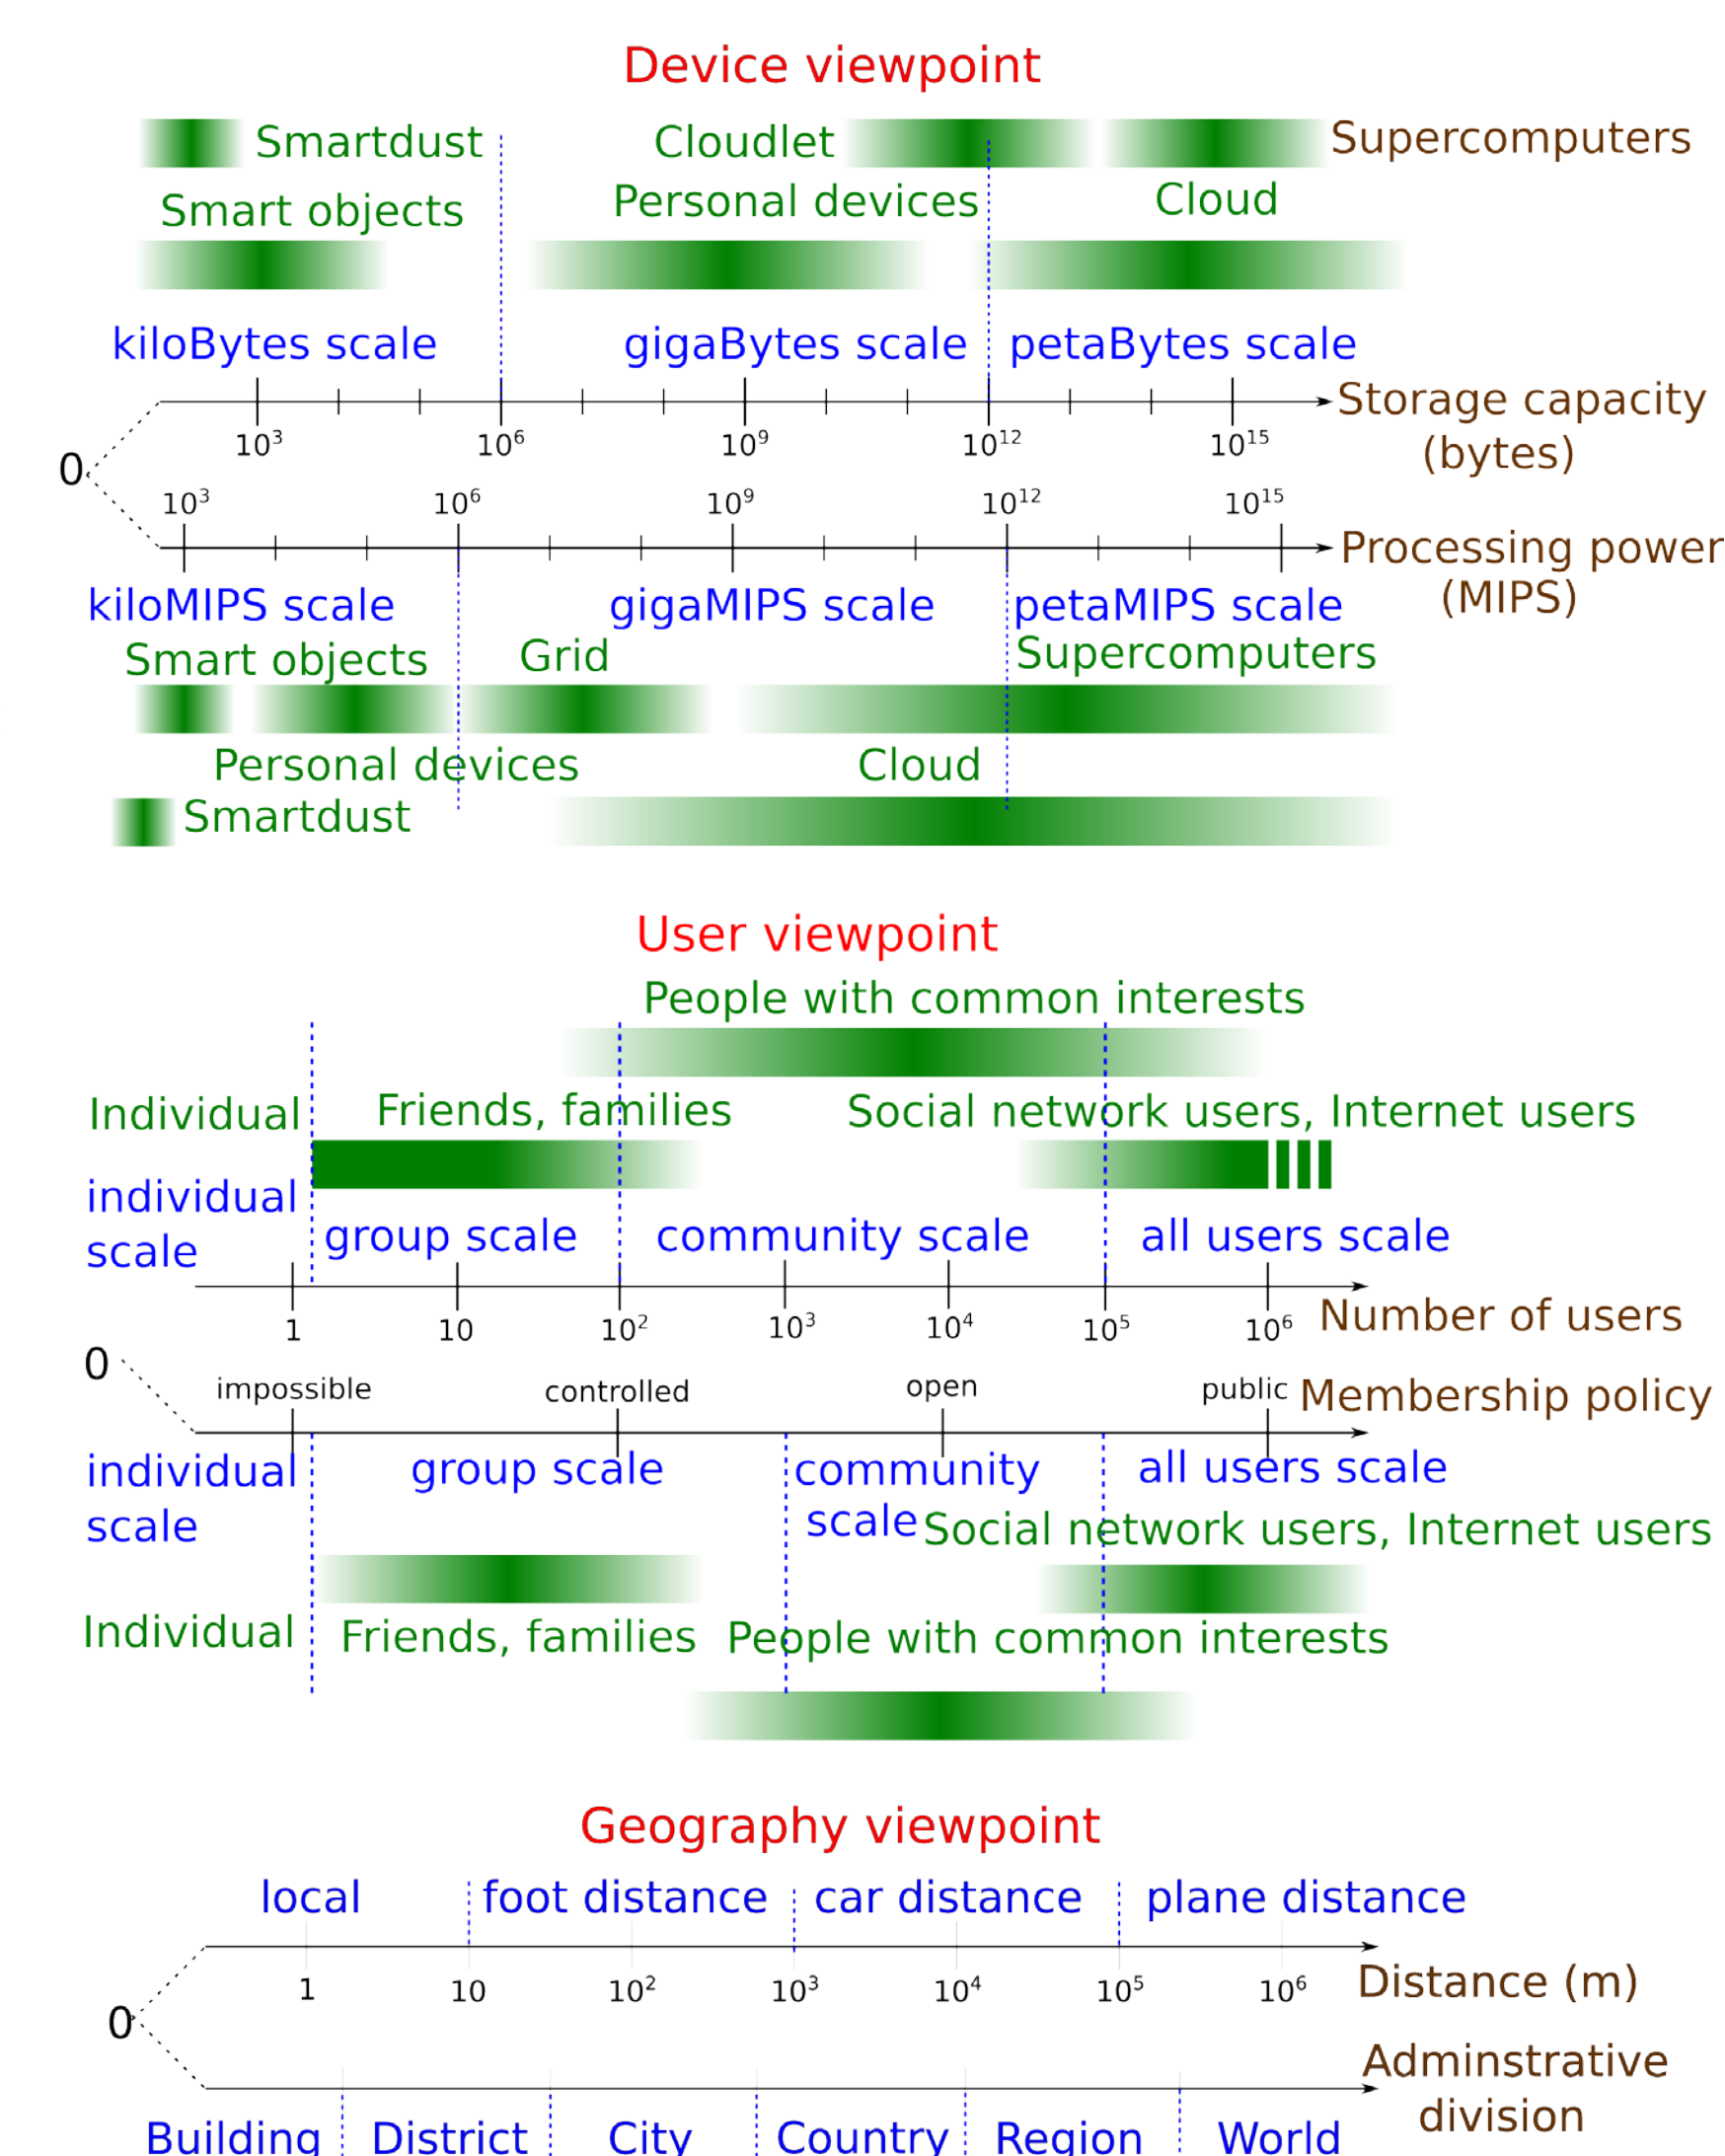 Device viewpoint
Smartdust
Cloudlet
Supercomputers
Smart objects
Personal devices
Cloud
kiloBytes scale
gigaBytes scale
petaBytes scale
Storage capacity
(bytes)
10³
10⁶
10⁹
10¹²
10¹⁵
0
10³
10⁶
10⁹
10¹²
10¹⁵
Processing power
(MIPS)
kiloMIPS scale
gigaMIPS scale
petaMIPS scale
Smart objects
Grid
Supercomputers
Personal devices
Cloud
Smartdust
User viewpoint
People with common interests
Individual
Friends, families
Social network users, Internet users
individual
scale
group scale
community scale
all users scale
1
10
10²
10³
10⁴
10⁵
10⁶
Number of users
0
impossible
controlled
open
public
Membership policy
individual
scale
group scale
community
scale
all users scale
Social network users, Internet users
Individual
Friends, families
People with common interests
Geography viewpoint
local
foot distance
car distance
plane distance
1
10
10²
10³
10⁴
10⁵
10⁶
Distance (m)
0
Adminstrative
division
Building
District
City
Country
Region
World